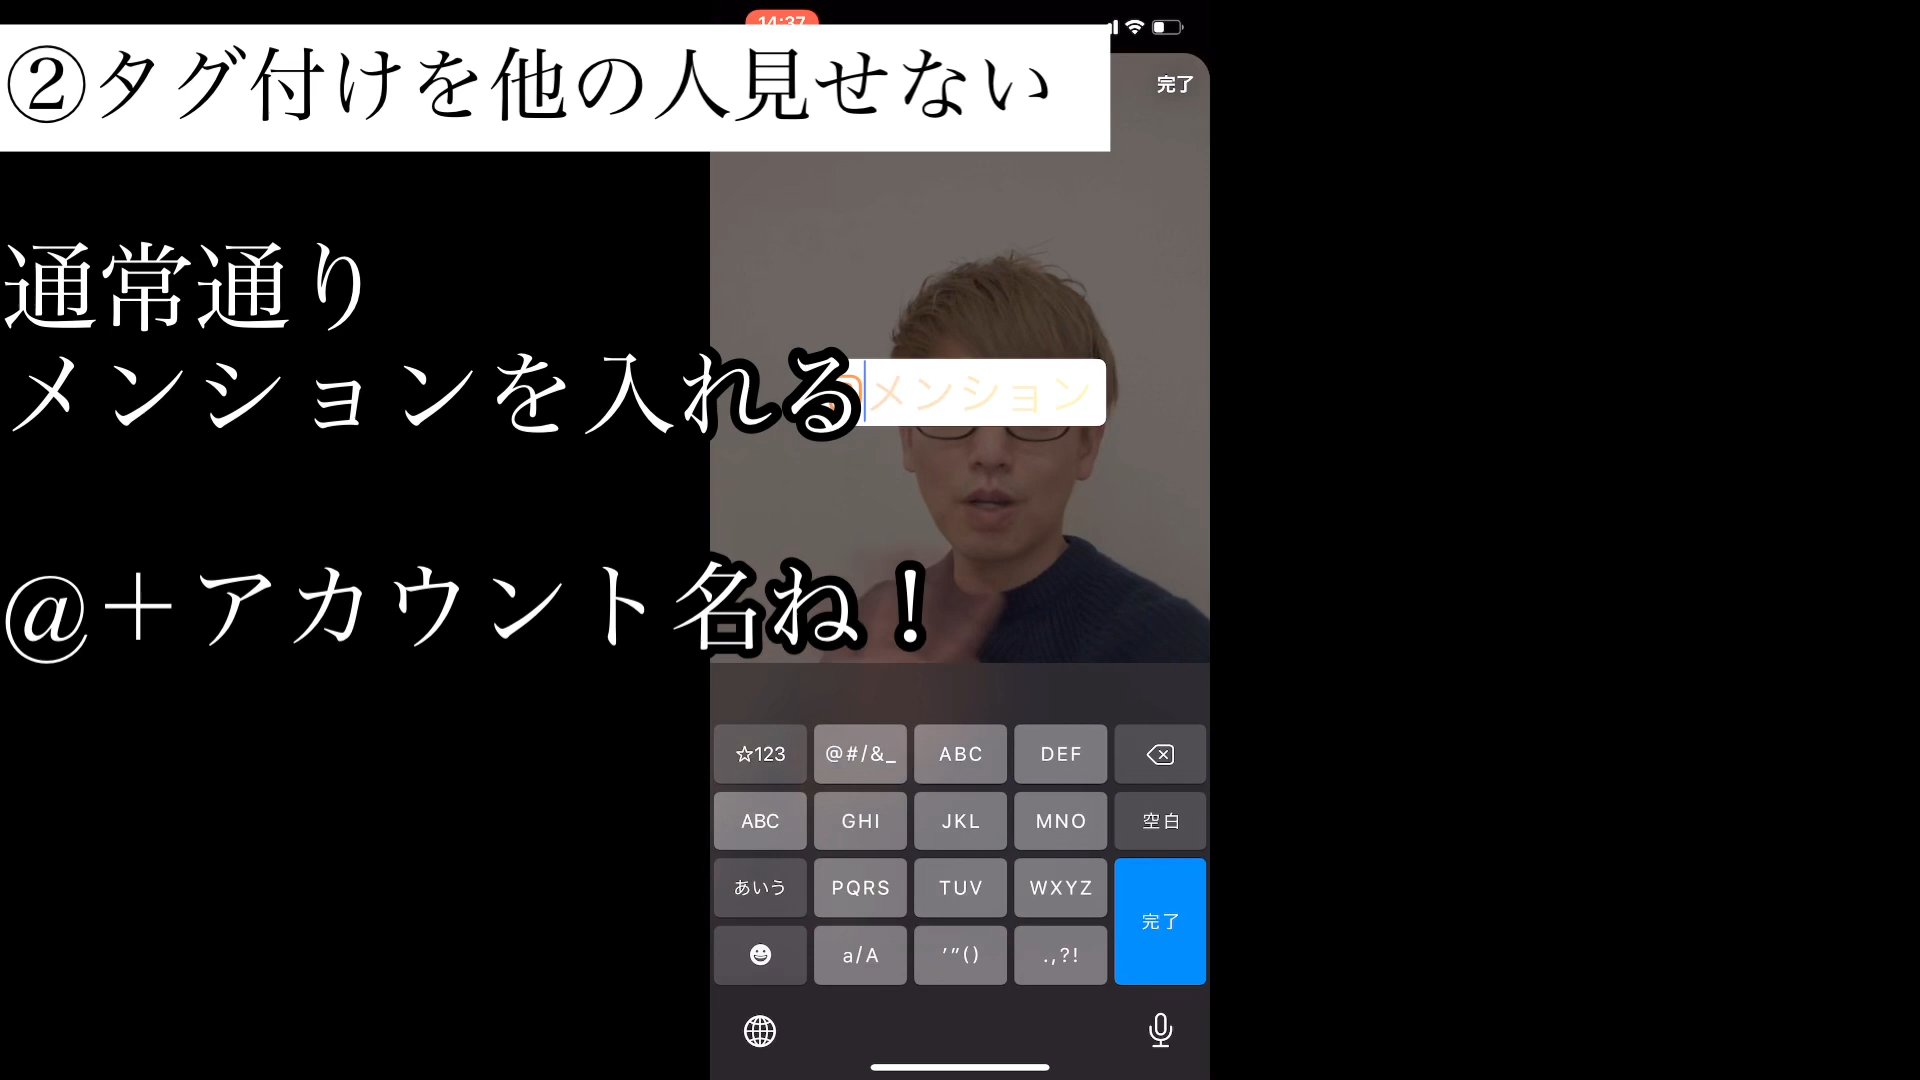 14:37
②タグ付けを他の人見せない
完了
通常通り
メンションを入れる
メンション
@＋アカウント名ね！
☆123
@#/&_
ABC
DEF
ABC
GHI
JKL
MNO
空白
あいう
PQRS
TUV
WXYZ
完了
a/A
’”()
.,?!